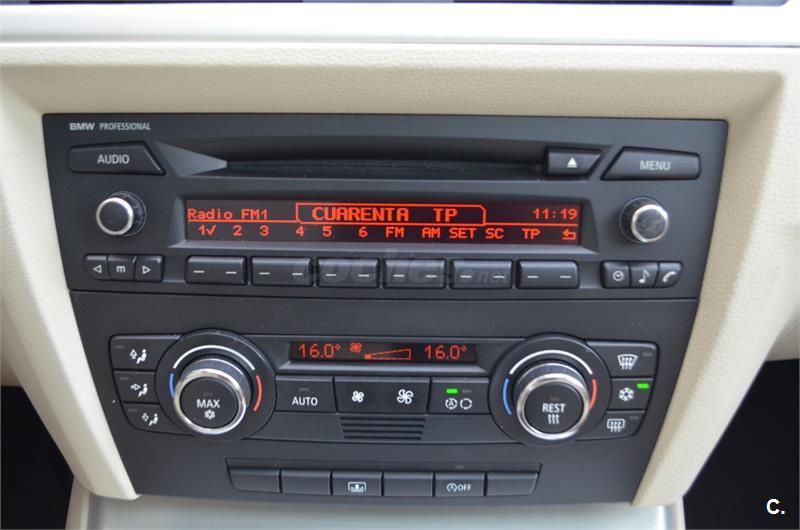 BMW PROFESSIONAL
AUDIO
MENU
Radio FM1 CUARENTA TP 11:19
1✓ 2 3 4 5 6 FM AM SET SC TP
m
16.0° 16.0°
MAX
AUTO
A
REST
OFF
C.